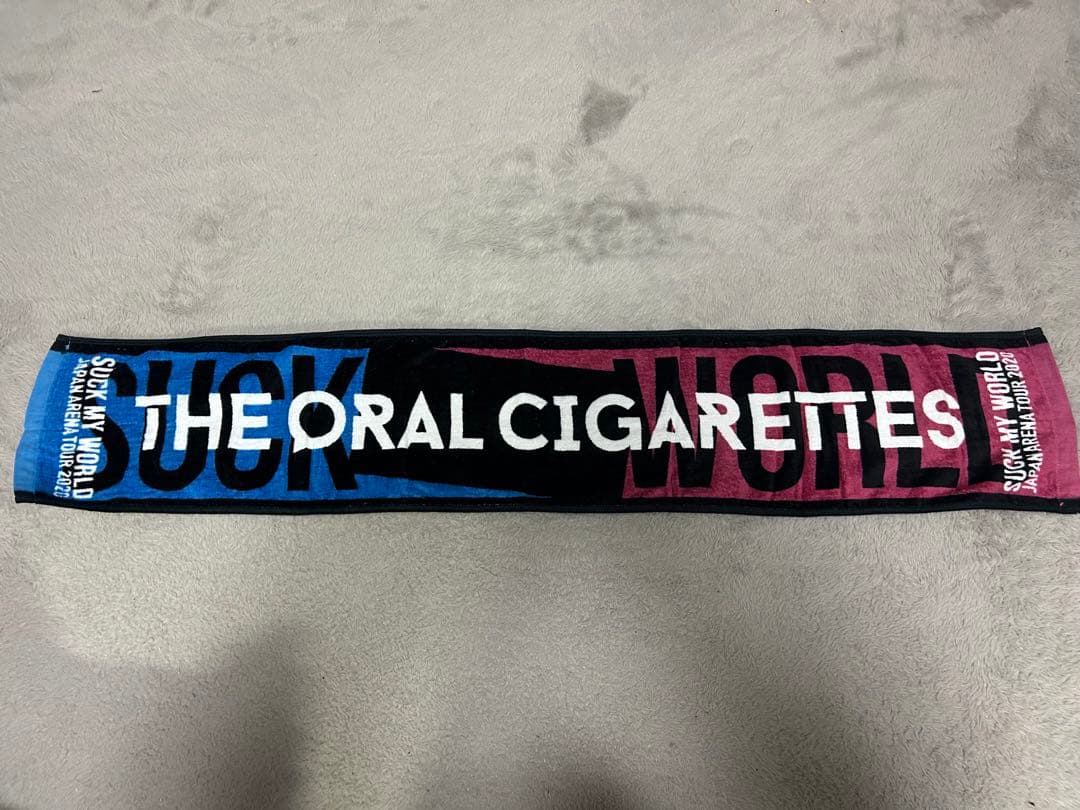 SUCK MY WORLD
JAPAN ARENA TOUR 2020
SUCK WORLD
THE ORAL CIGARETTES
SUCK MY WORLD
JAPAN ARENA TOUR 2020